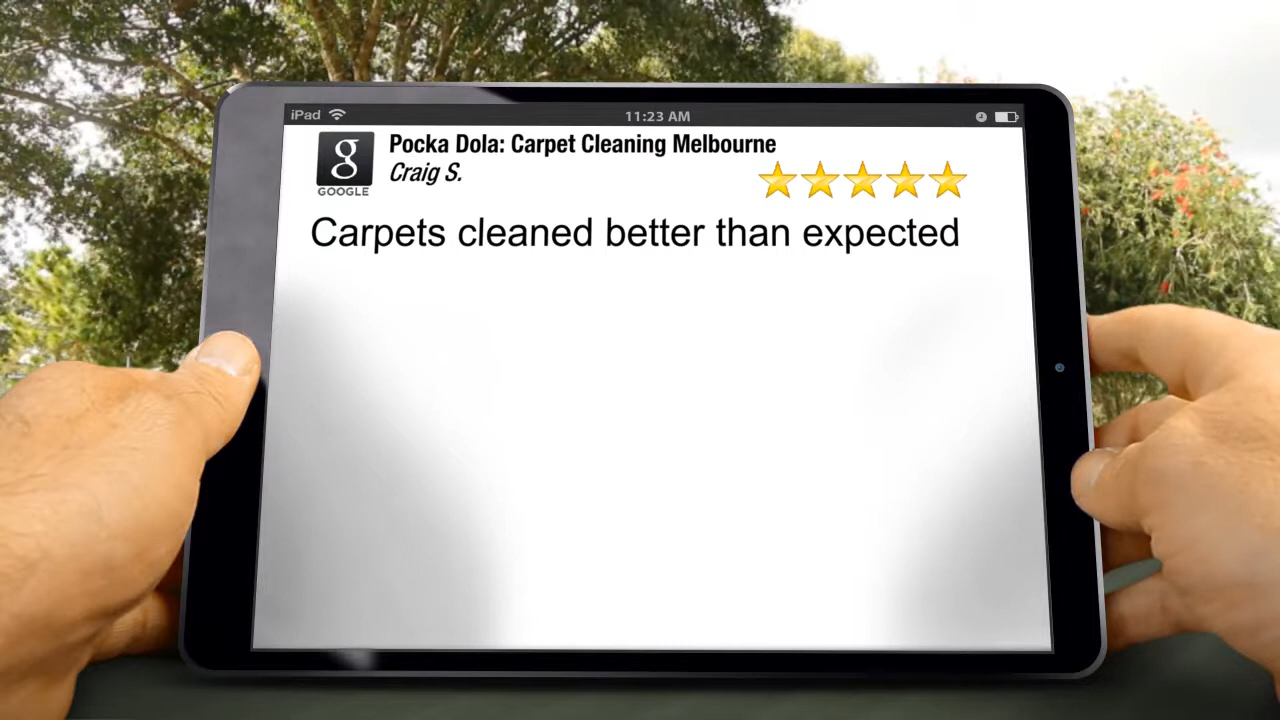 iPad 11:23 AM
g
GOOGLE
Pocka Dola: Carpet Cleaning Melbourne
Craig S.
Carpets cleaned better than expected